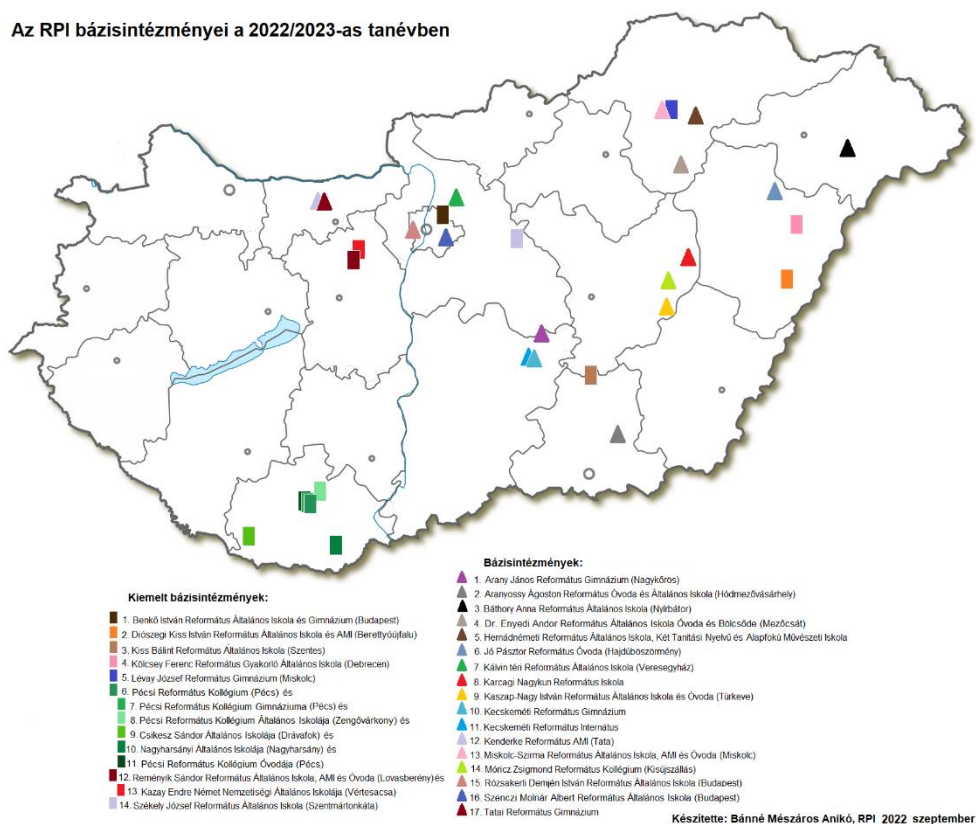 Az RPI bázisintézményei a 2022/2023-as tanévben
Kiemelt bázisintézmények:
1. Benkő István Református Általános Iskola és Gimnázium (Budapest)
2. Diószegi Kiss István Református Általános Iskola és AMI (Berettyóújfalu)
3. Kiss Bálint Református Általános Iskola (Szentes)
4. Kölcsey Ferenc Református Gyakorló Általános Iskola (Debrecen)
5. Lévay József Református Gimnázium (Miskolc)
6. Pécsi Református Kollégium (Pécs) és
7. Pécsi Református Kollégium Gimnáziuma (Pécs) és
8. Pécsi Református Kollégium Általános Iskolája (Zengővárkony) és
9. Csikesz Sándor Általános Iskolája (Drávafok) és
10. Nagyharsányi Általános Iskolája (Nagyharsány) és
11. Pécsi Református Kollégium Óvodája (Pécs)
12. Reményik Sándor Református Általános Iskola, AMI és Óvoda (Lovasberény) és
13. Kazay Endre Német Nemzetiségi Általános Iskolája (Vértesacsa)
14. Székely József Református Általános Iskola (Szentmártonkáta)
Bázisintézmények:
1. Arany János Református Gimnázium (Nagykőrös)
2. Aranyossy Ágoston Református Óvoda és Általános Iskola (Hódmezővásárhely)
3. Báthory Anna Református Általános Iskola (Nyírbátor)
4. Dr. Enyedi Andor Református Általános Iskola Óvoda és Bölcsőde (Mezőcsát)
5. Hernádnémeti Református Általános Iskola, Két Tanítási Nyelvű és Alapfokú Művészeti Iskola
6. Jó Pásztor Református Óvoda (Hajdúböszörmény)
7. Kálvin téri Református Általános Iskola (Veresegyház)
8. Karcagi Nagykun Református Iskola
9. Kaszap-Nagy István Református Általános Iskola és Óvoda (Túrkeve)
10. Kecskeméti Református Gimnázium
11. Kecskeméti Református Internátus
12. Kenderke Református AMI (Tata)
13. Miskolc-Szirma Református Általános Iskola, AMI és Óvoda (Miskolc)
14. Móricz Zsigmond Református Kollégium (Kisújszállás)
15. Rózsakerti Demjén István Református Általános Iskola (Budapest)
16. Szenczi Molnár Albert Református Általános Iskola (Budapest)
17. Tatai Református Gimnázium
Készítette: Bánné Mészáros Anikó, RPI 2022 szeptember